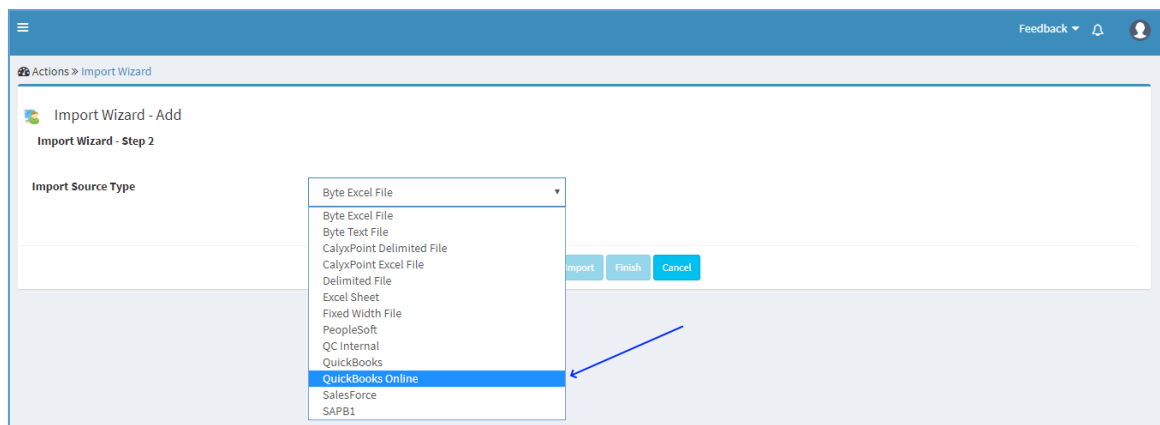 Feedback
Actions » Import Wizard
Import Wizard - Add
Import Wizard - Step 2
Import Source Type
Byte Excel File
Byte Excel File
Byte Text File
CalyxPoint Delimited File
CalyxPoint Excel File
Delimited File
Excel Sheet
Fixed Width File
PeopleSoft
QC Internal
QuickBooks
QuickBooks Online
SalesForce
SAPB1
Import Finish Cancel